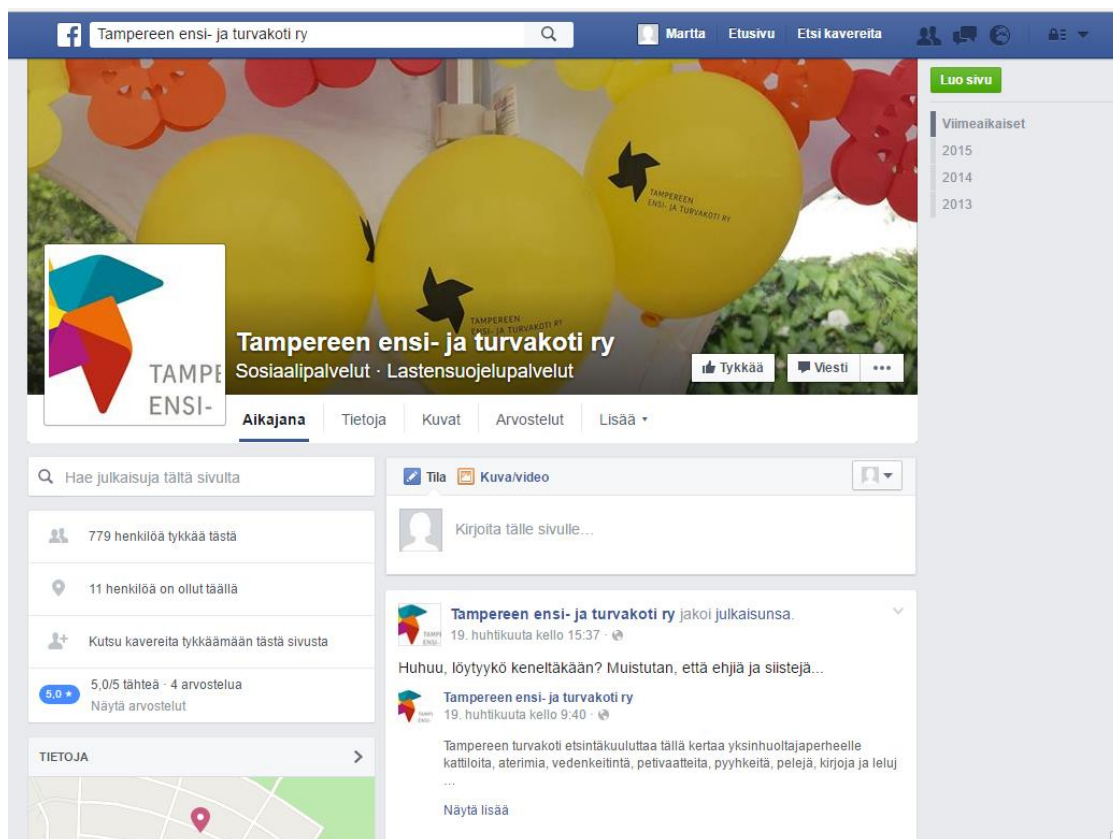 Tampereen ensi- ja turvakoti ry
Martta Etusivu Etsi kavereita
Luo sivu
Viimeaikaiset
2015
2014
2013
TAMPEREEN
ENSI- JA TURVAKOTI RY
TAMPEREEN
ENSI- JA TURVAKOTI RY
TAMPE
ENSI-
Tampereen ensi- ja turvakoti ry
Sosiaalipalvelut · Lastensuojelupalvelut
Tykkää Viesti •••
Aikajana Tietoja Kuvat Arvostelut Lisää
Hae julkaisuja tältä sivulta
779 henkilöä tykkää tästä
11 henkilöä on ollut täällä
Kutsu kavereita tykkäämään tästä sivusta
5,0 ★ 5,0/5 tähteä · 4 arvostelua
Näytä arvostelut
TIETOJA
Tila Kuva/video
Kirjoita tälle sivulle...
TAMPE
ENSI-
Tampereen ensi- ja turvakoti ry jakoi julkaisunsa.
19. huhtikuuta kello 15:37 ·
Huhuu, löytyykö keneltäkään? Muistutan, että ehjiä ja siistejä...
Tampereen ensi- ja turvakoti ry
19. huhtikuuta kello 9:40 ·
Tampereen turvakoti etsintäkuuluttaa tällä kertaa yksinhuoltajaperheelle
kattiloita, aterimia, vedenkeitintä, petivaatteita, pyyhkeitä, pelejä, kirjoja ja leluj
...
Näytä lisää